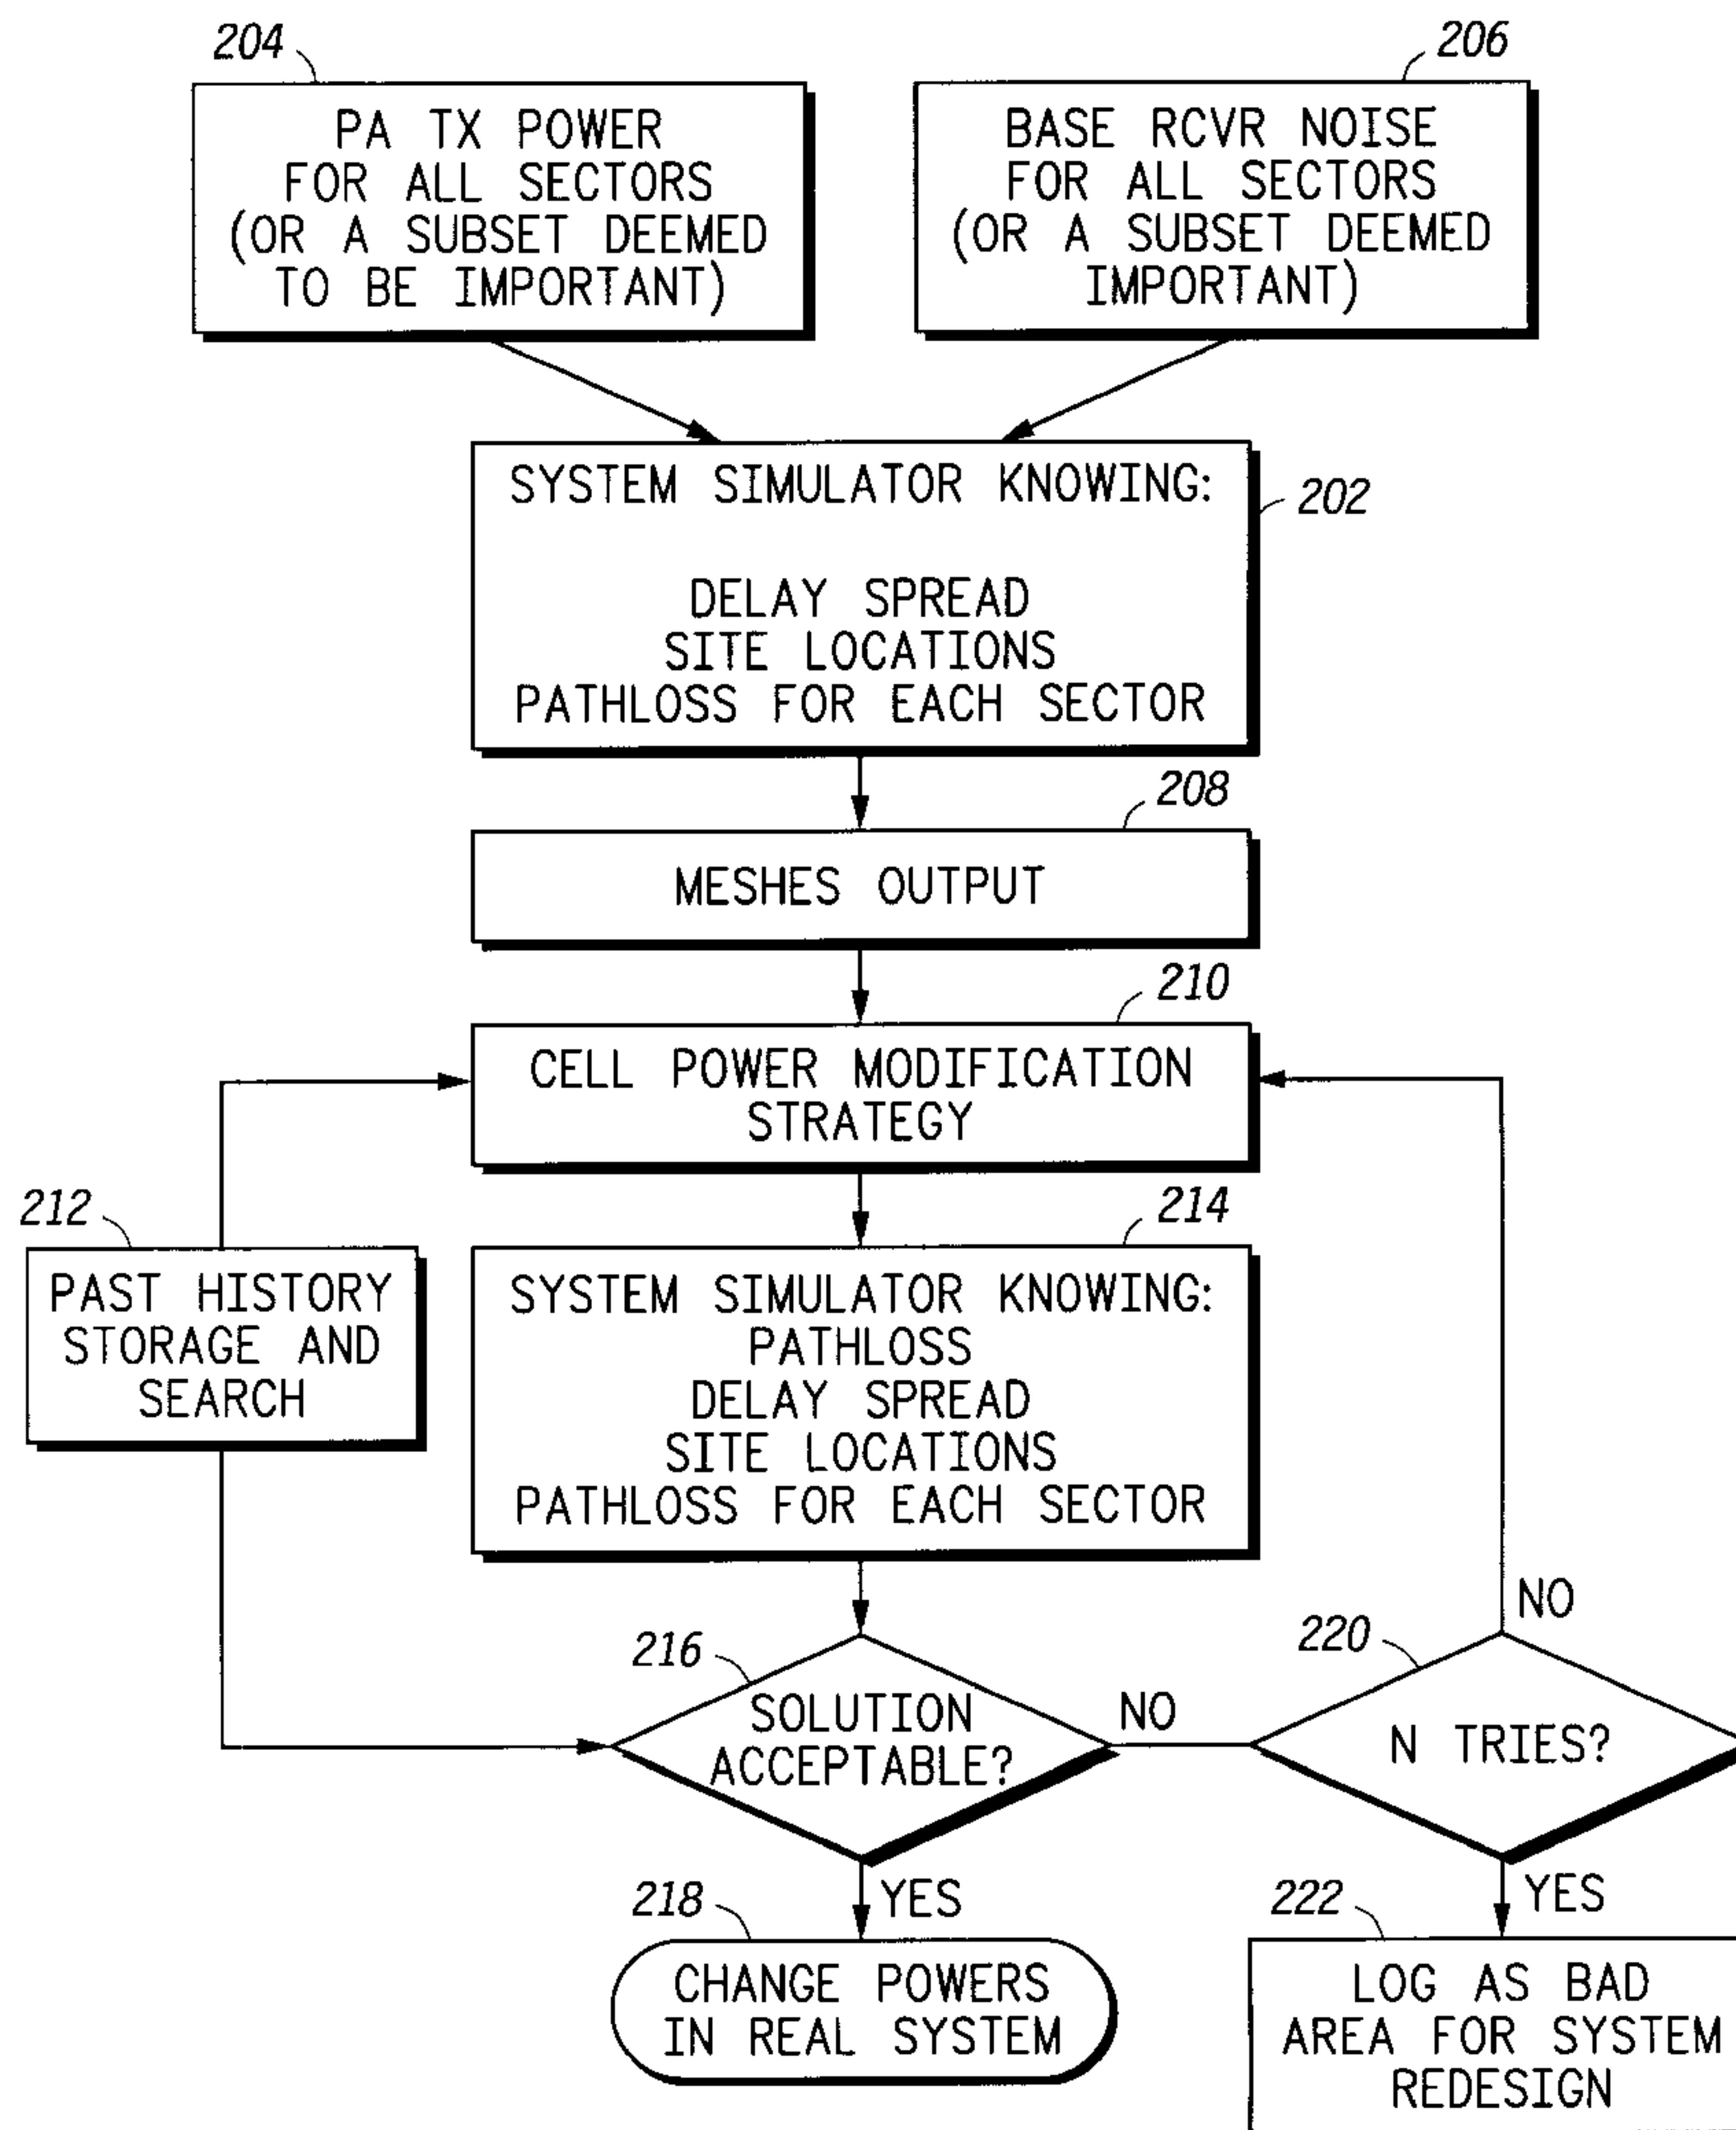 204
PA TX POWER
FOR ALL SECTORS
(OR A SUBSET DEEMED
TO BE IMPORTANT)
206
BASE RCVR NOISE
FOR ALL SECTORS
(OR A SUBSET DEEMED
IMPORTANT)
202
SYSTEM SIMULATOR KNOWING:
DELAY SPREAD
SITE LOCATIONS
PATHLOSS FOR EACH SECTOR
208
MESHES OUTPUT
210
CELL POWER MODIFICATION
STRATEGY
212
PAST HISTORY
STORAGE AND
SEARCH
214
SYSTEM SIMULATOR KNOWING:
PATHLOSS
DELAY SPREAD
SITE LOCATIONS
PATHLOSS FOR EACH SECTOR
216
SOLUTION
ACCEPTABLE?
NO
220
N TRIES?
NO
YES
218
CHANGE POWERS
IN REAL SYSTEM
YES
222
LOG AS BAD
AREA FOR SYSTEM
REDESIGN